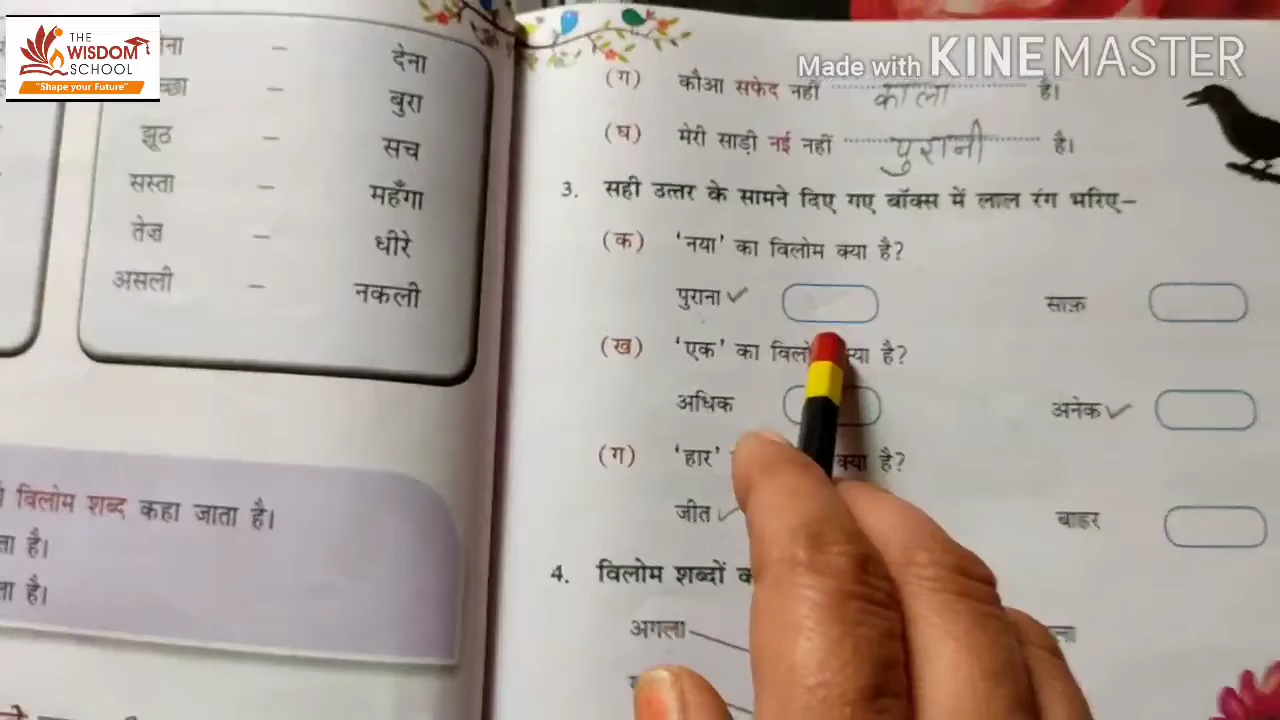 THE
WISDOM
SCHOOL
"Shape your Future"
Made with KINEMASTER
देना
बुरा
झूठ – सच
सस्ता – महँगा
तेज़ – धीरे
असली – नकली
विलोम शब्द कहा जाता है।
है।
है।
(ग) कौआ सफेद नहीं काला है।
(घ) मेरी साड़ी नई नहीं पुरानी है।
3. सही उत्तर के सामने दिए गए बॉक्स में लाल रंग भरिए–
(क) 'नया' का विलोम क्या है?
पुराना ✓ साफ़
(ख) 'एक' का क्या है?
अधिक अनेक ✓
(ग) 'हार' क्या है?
जीत ✓ बाहर
4. विलोम शब्दों
अगला